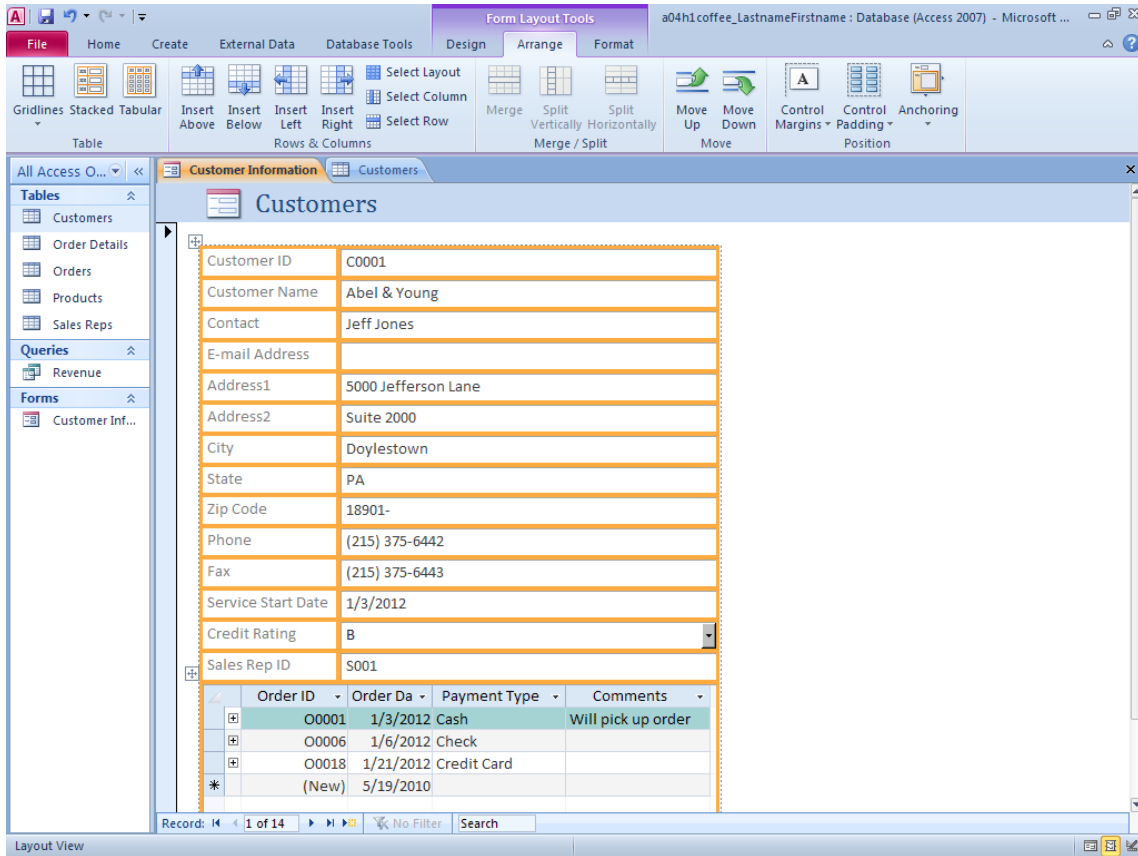 A
Form Layout Tools
a04h1coffee_LastnameFirstname : Database (Access 2007) - Microsoft ...
File Home Create External Data Database Tools Design Arrange Format
Gridlines Stacked Tabular
Table
Insert Above Insert Below Insert Left Insert Right
Select Layout
Select Column
Select Row
Rows & Columns
Merge Split Vertically Split Horizontally
Merge / Split
Move Up Move Down
Move
A
Control Margins Control Padding Anchoring
Position
All Access O... «
Tables
Customers
Order Details
Orders
Products
Sales Reps
Queries
Revenue
Forms
Customer Inf...
Customer Information Customers
Customers
Customer ID C0001
Customer Name Abel & Young
Contact Jeff Jones
E-mail Address
Address1 5000 Jefferson Lane
Address2 Suite 2000
City Doylestown
State PA
Zip Code 18901-
Phone (215) 375-6442
Fax (215) 375-6443
Service Start Date 1/3/2012
Credit Rating B
Sales Rep ID S001
Order ID Order Da Payment Type Comments
O0001 1/3/2012 Cash Will pick up order
O0006 1/6/2012 Check
O0018 1/21/2012 Credit Card
* (New) 5/19/2010
Record: 1 of 14 No Filter Search
Layout View